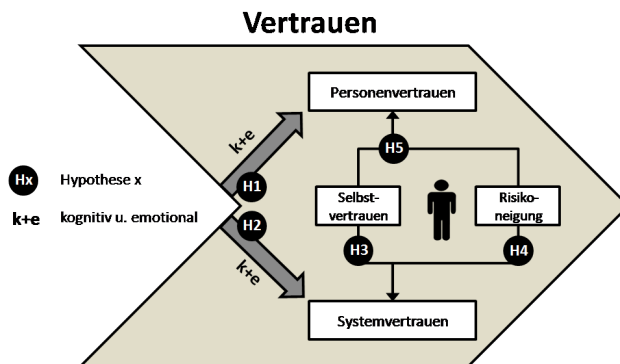 Vertrauen
Personenvertrauen
k+e
H5
Hx Hypothese x
H1
k+e kognitiv u. emotional
Selbst-
vertrauen
Risiko-
neigung
H2
H3
H4
k+e
Systemvertrauen